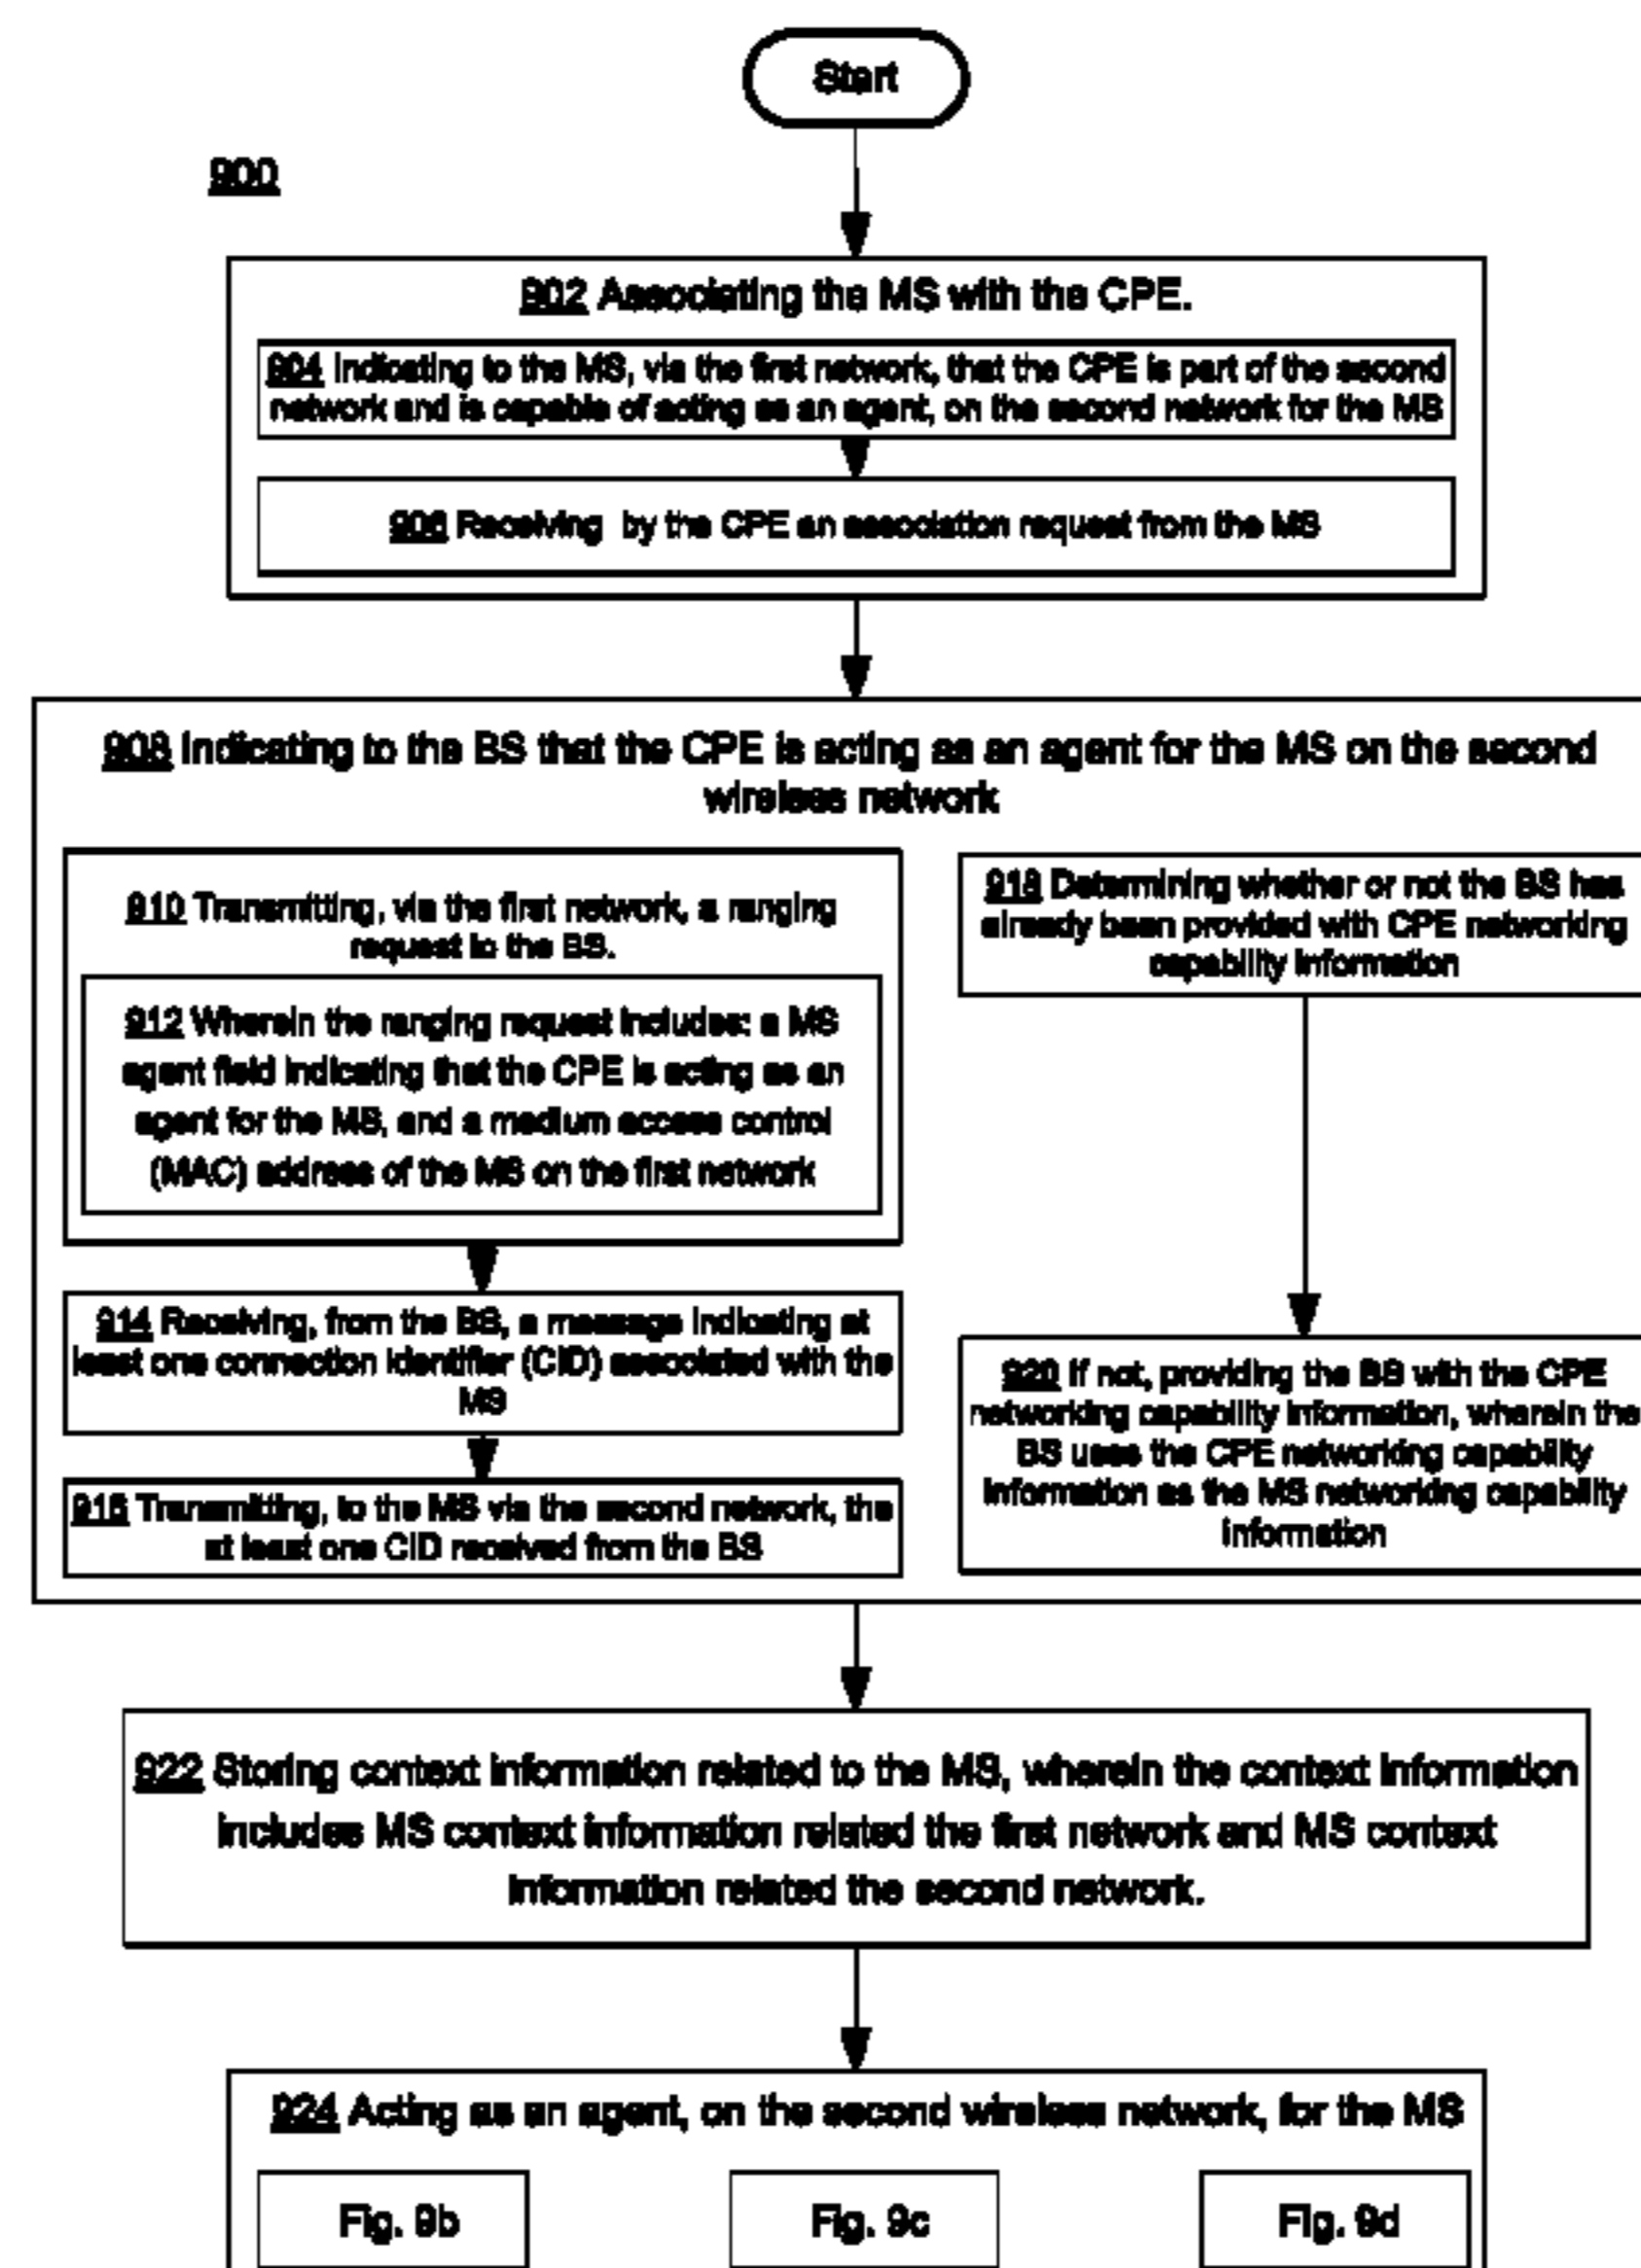 Start
900
902 Associating the MS with the CPE.
904 Indicating to the MS, via the first network, that the CPE is part of the second
network and is capable of acting as an agent, on the second network for the MS
906 Receiving by the CPE an association request from the MS
908 Indicating to the BS that the CPE is acting as an agent for the MS on the second
wireless network
910 Transmitting, via the first network, a ranging
request to the BS.
912 Wherein the ranging request includes: a MS
agent field indicating that the CPE is acting as an
agent for the MS, and a medium access control
(MAC) address of the MS on the first network
914 Receiving, from the BS, a message indicating at
least one connection identifier (CID) associated with the
MS
916 Transmitting, to the MS via the second network, the
at least one CID received from the BS
918 Determining whether or not the BS has
already been provided with CPE networking
capability information
920 If not, providing the BS with the CPE
networking capability information, wherein the
BS uses the CPE networking capability
information as the MS networking capability
information
922 Storing context information related to the MS, wherein the context information
includes MS context information related the first network and MS context
information related the second network.
924 Acting as an agent, on the second wireless network, for the MS
Fig. 9b
Fig. 9c
Fig. 9d